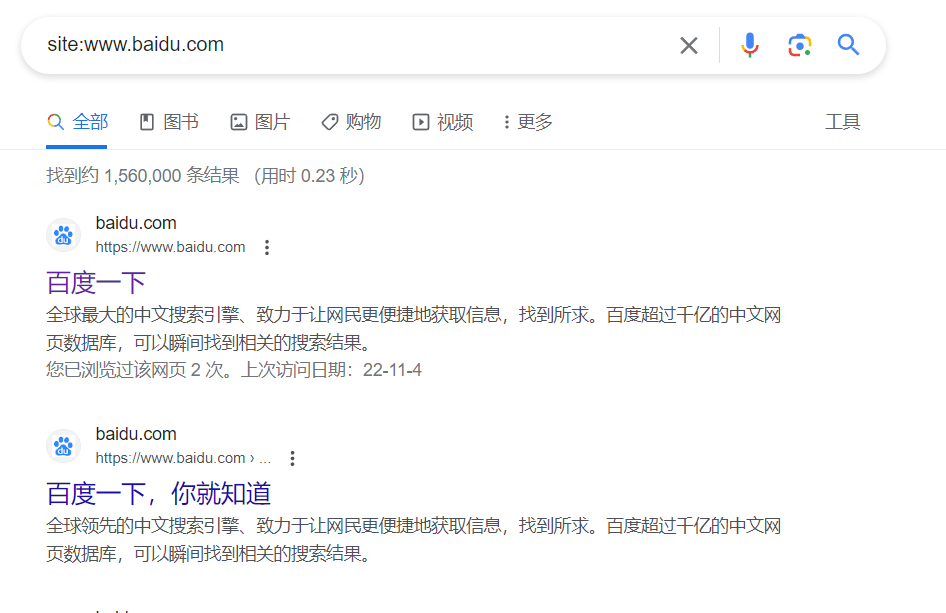 site:www.baidu.com
全部 图书 图片 购物 视频 更多 工具
找到约 1,560,000 条结果 （用时 0.23 秒）
baidu.com
https://www.baidu.com
du
百度一下
全球最大的中文搜索引擎、致力于让网民更便捷地获取信息，找到所求。百度超过千亿的中文网
页数据库，可以瞬间找到相关的搜索结果。
您已浏览过该网页 2 次。上次访问日期：22-11-4
baidu.com
https://www.baidu.com › ...
du
百度一下，你就知道
全球领先的中文搜索引擎、致力于让网民更便捷地获取信息，找到所求。百度超过千亿的中文网
页数据库，可以瞬间找到相关的搜索结果。